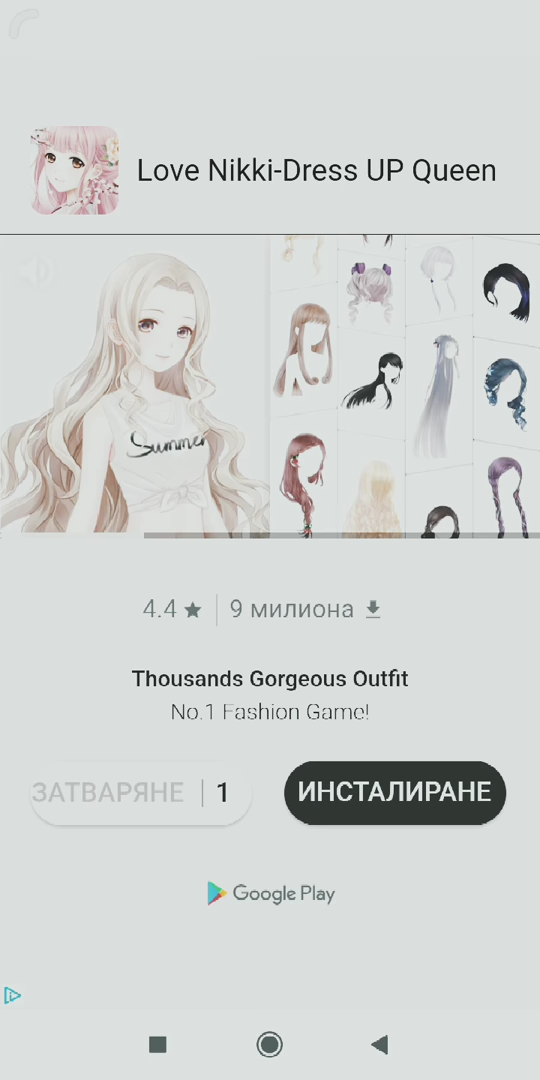 Love Nikki-Dress UP Queen
Summer
4.4 ★ | 9 милиона
Thousands Gorgeous Outfit
No.1 Fashion Game!
ЗАТВАРЯНЕ | 1
ИНСТАЛИРАНЕ
Google Play